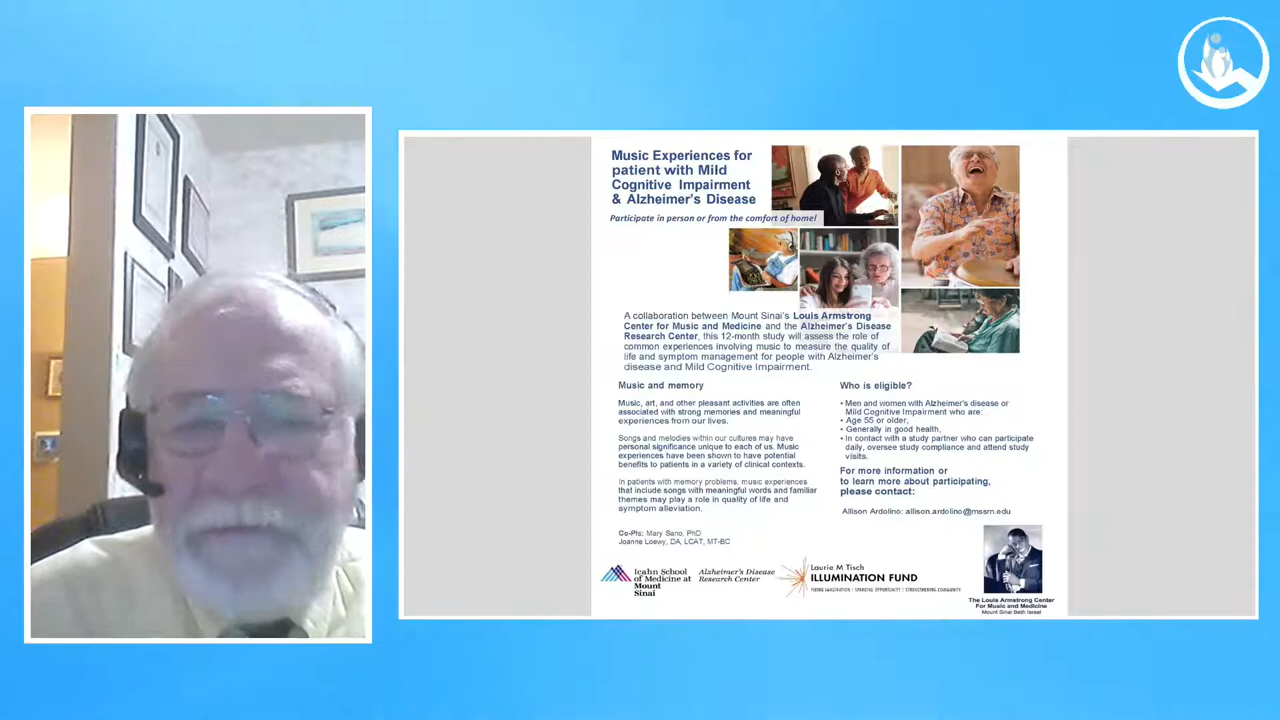 Music Experiences for
patient with Mild
Cognitive Impairment
& Alzheimer's Disease
Participate in person or from the comfort of home!
A collaboration between Mount Sinai's Louis Armstrong
Center for Music and Medicine and the Alzheimer's Disease
Research Center, this 12-month study will assess the role of
common experiences involving music to measure the quality of
life and symptom management for people with Alzheimer's
disease and Mild Cognitive Impairment.
Music and memory
Music, art, and other pleasant activities are often
associated with strong memories and meaningful
experiences from our lives.
Songs and melodies within our cultures may have
personal significance unique to each of us. Music
experiences have been shown to have potential
benefits to patients in a variety of clinical contexts.
In patients with memory problems, music experiences
that include songs with meaningful words and familiar
themes may play a role in quality of life and
symptom alleviation.
Co-PIs: Mary Sano, PhD
Joanne Loewy, DA, LCAT, MT-BC
Who is eligible?
• Men and women with Alzheimer's disease or
Mild Cognitive Impairment who are:
• Age 55 or older,
• Generally in good health,
• In contact with a study partner who can participate
daily, oversee study compliance and attend study
visits.
For more information or
to learn more about participating,
please contact:
Allison Ardolino: allison.ardolino@mssm.edu
Icahn School
of Medicine at
Mount
Sinai
Alzheimer's Disease
Research Center
Laurie M Tisch
ILLUMINATION FUND
FIRING IMAGINATION | SPARKING OPPORTUNITY | STRENGTHENING COMMUNITY
The Louis Armstrong Center
For Music and Medicine
Mount Sinai Beth Israel